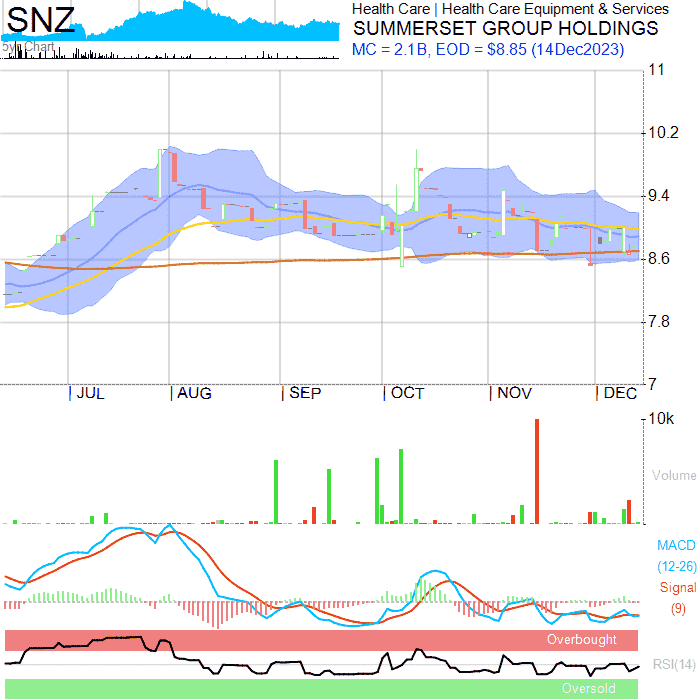 SNZ
5yr Chart
Health Care | Health Care Equipment & Services
SUMMERSET GROUP HOLDINGS
MC = 2.1B, EOD = $8.85 (14Dec2023)
11
10.2
9.4
8.6
7.8
7
| JUL | AUG | SEP | OCT | NOV | DEC
10k
Volume
MACD
(12-26)
Signal
(9)
Overbought
RSI(14)
Oversold